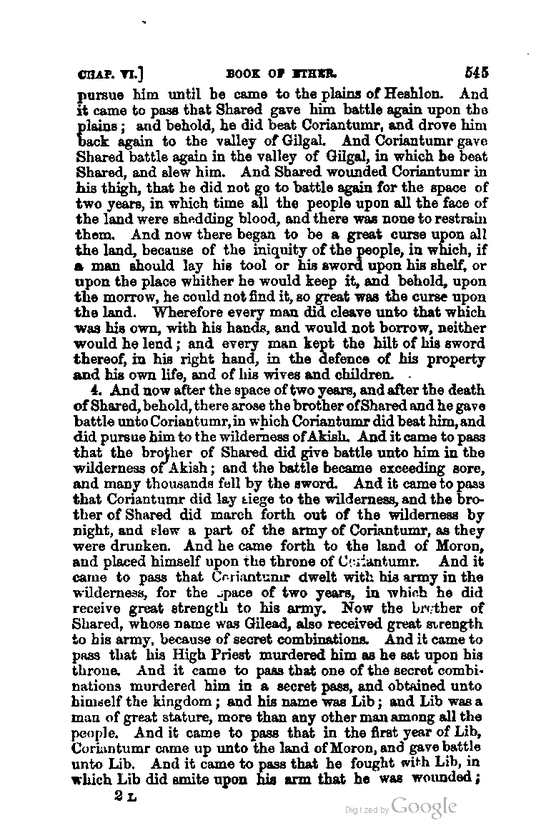 CHAP. VI.] BOOK OF ETHER. 545
pursue him until he came to the plains of Heshlon. And
it came to pass that Shared gave him battle again upon the
plains; and behold, he did beat Coriantumr, and drove him
back again to the valley of Gilgal. And Coriantumr gave
Shared battle again in the valley of Gilgal, in which he beat
Shared, and slew him. And Shared wounded Coriantumr in
his thigh, that he did not go to battle again for the space of
two years, in which time all the people upon all the face of
the land were shedding blood, and there was none to restrain
them. And now there began to be a great curse upon all
the land, because of the iniquity of the people, in which, if
a man should lay his tool or his sword upon his shelf, or
upon the place whither he would keep it, and behold, upon
the morrow, he could not find it, so great was the curse upon
the land. Wherefore every man did cleave unto that which
was his own, with his hands, and would not borrow, neither
would he lend; and every man kept the hilt of his sword
thereof, in his right hand, in the defence of his property
and his own life, and of his wives and children.
4. And now after the space of two years, and after the death
of Shared, behold, there arose the brother of Shared and he gave
battle unto Coriantumr, in which Coriantumr did beat him, and
did pursue him to the wilderness of Akish. And it came to pass
that the brother of Shared did give battle unto him in the
wilderness of Akish; and the battle became exceeding sore,
and many thousands fell by the sword. And it came to pass
that Coriantumr did lay siege to the wilderness, and the bro-
ther of Shared did march forth out of the wilderness by
night, and slew a part of the army of Coriantumr, as they
were drunken. And he came forth to the land of Moron,
and placed himself upon the throne of Coriantumr. And it
came to pass that Coriantumr dwelt with his army in the
wilderness, for the space of two years, in which he did
receive great strength to his army. Now the brother of
Shared, whose name was Gilead, also received great strength
to his army, because of secret combinations. And it came to
pass that his High Priest murdered him as he sat upon his
throne. And it came to pass that one of the secret combi-
nations murdered him in a secret pass, and obtained unto
himself the kingdom; and his name was Lib; and Lib was a
man of great stature, more than any other man among all the
people. And it came to pass that in the first year of Lib,
Coriantumr came up unto the land of Moron, and gave battle
unto Lib. And it came to pass that he fought with Lib, in
which Lib did smite upon his arm that he was wounded;
2 L
Digitized by Google